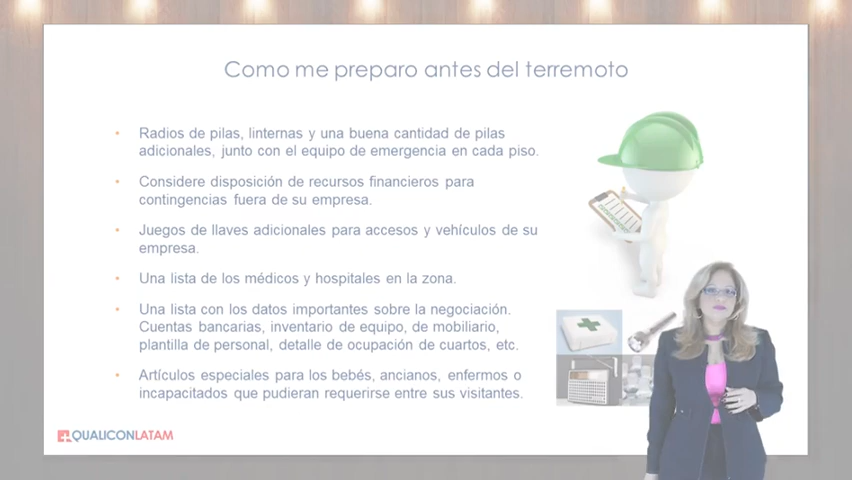 Como me preparo antes del terremoto
• Radios de pilas, linternas y una buena cantidad de pilas
adicionales, junto con el equipo de emergencia en cada piso.
• Considere disposición de recursos financieros para
contingencias fuera de su empresa.
• Juegos de llaves adicionales para accesos y vehículos de su
empresa.
• Una lista de los médicos y hospitales en la zona.
• Una lista con los datos importantes sobre la negociación.
Cuentas bancarias, inventario de equipo, de mobiliario,
plantilla de personal, detalle de ocupación de cuartos, etc.
• Artículos especiales para los bebés, ancianos, enfermos o
incapacitados que pudieran requerirse entre sus visitantes.
QUALICONLATAM